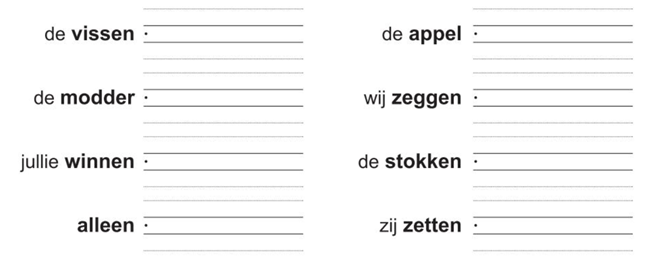 de vissen
de modder
jullie winnen
alleen
de appel
wij zeggen
de stokken
zij zetten